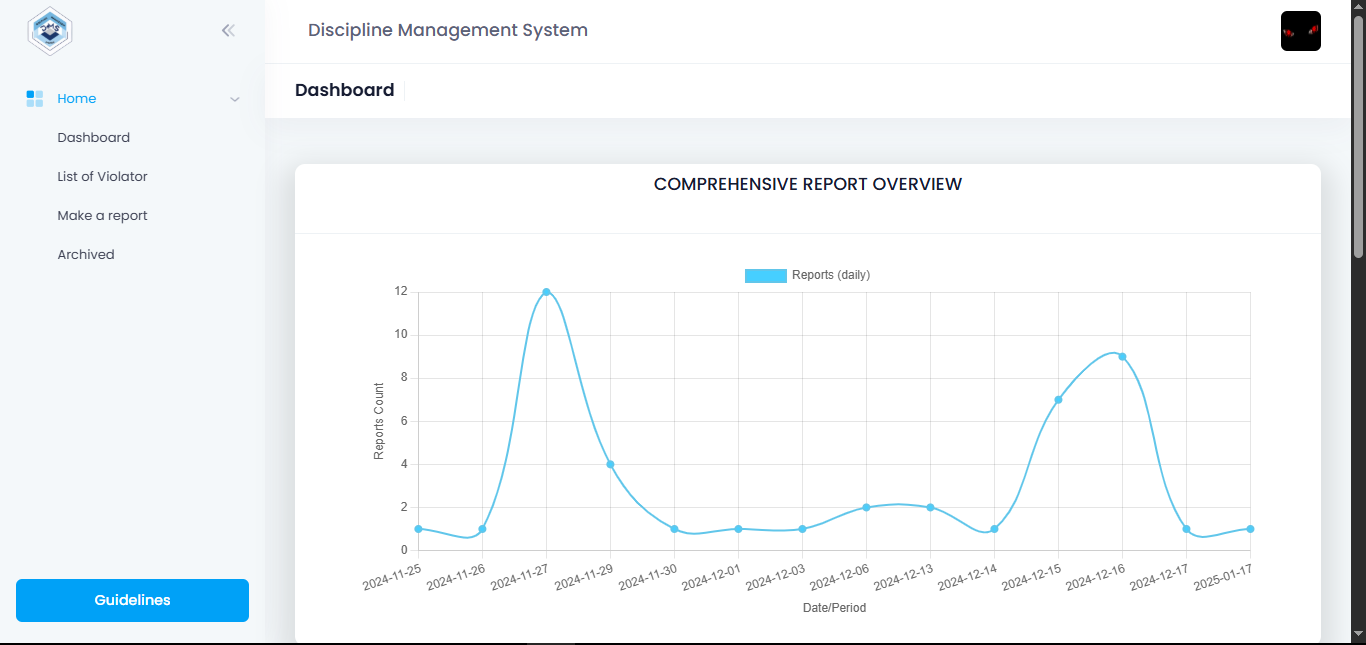 Discipline Management System
Home
Dashboard
List of Violator
Make a report
Archived
Guidelines
Dashboard
COMPREHENSIVE REPORT OVERVIEW
Reports (daily)
Reports Count
12
10
8
6
4
2
0
2024-11-25
2024-11-26
2024-11-27
2024-11-29
2024-11-30
2024-12-01
2024-12-03
2024-12-06
2024-12-13
2024-12-14
2024-12-15
2024-12-16
2024-12-17
2025-01-17
Date/Period